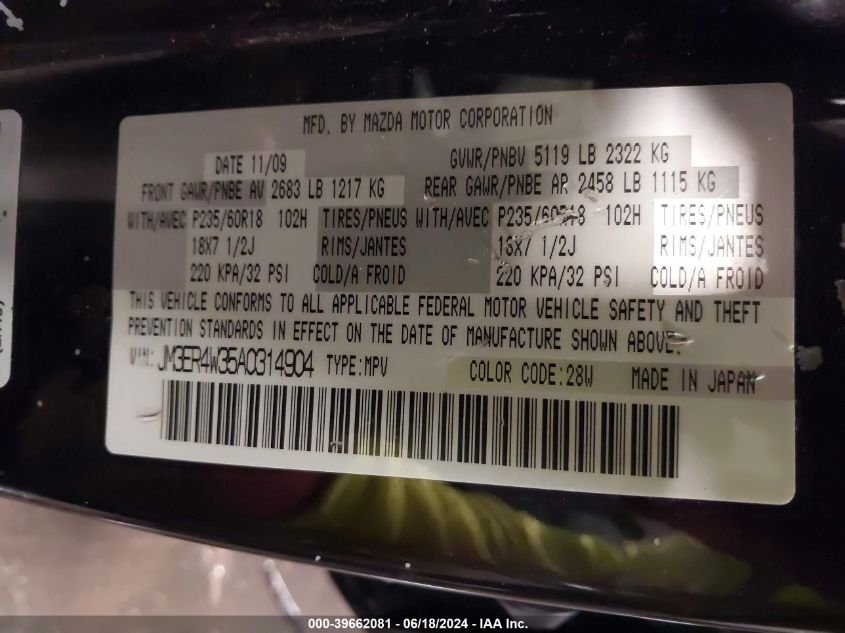 MFD. BY MAZDA MOTOR CORPORATION
DATE 11/09 GVWR/PNBV 5119 LB 2322 KG
FRONT GAWR/PNBE AV 2683 LB 1217 KG REAR GAWR/PNBE AR 2458 LB 1115 KG
WITH/AVEC P235/60R18 102H TIRES/PNEUS WITH/AVEC P235/60R18 102H TIRES/PNEUS
18X7 1/2J RIMS/JANTES 18X7 1/2J RIMS/JANTES
220 KPA/32 PSI COLD/A FROID 220 KPA/32 PSI COLD/A FROID
THIS VEHICLE CONFORMS TO ALL APPLICABLE FEDERAL MOTOR VEHICLE SAFETY AND THEFT
PREVENTION STANDARDS IN EFFECT ON THE DATE OF MANUFACTURE SHOWN ABOVE.
VIN: JM3ER4W35A0314904 TYPE:MPV COLOR CODE:28W MADE IN JAPAN
000-39662081 - 06/18/2024 - IAA Inc.